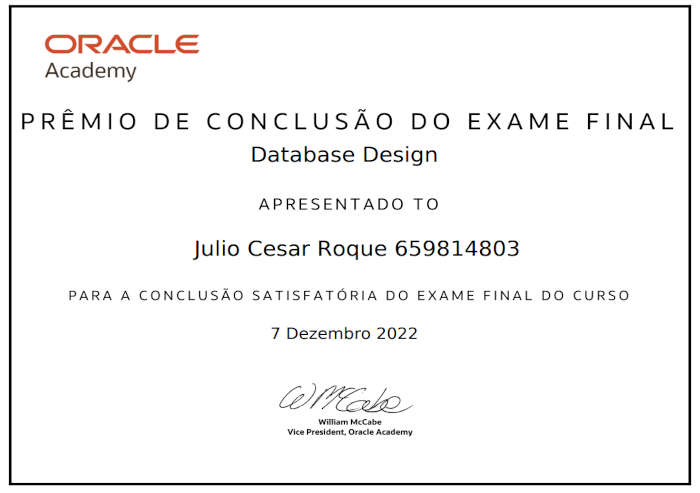 ORACLE
Academy
PRÊMIO DE CONCLUSÃO DO EXAME FINAL
Database Design
APRESENTADO TO
Julio Cesar Roque 659814803
PARA A CONCLUSÃO SATISFATÓRIA DO EXAME FINAL DO CURSO
7 Dezembro 2022
W McCabe
William McCabe
Vice President, Oracle Academy